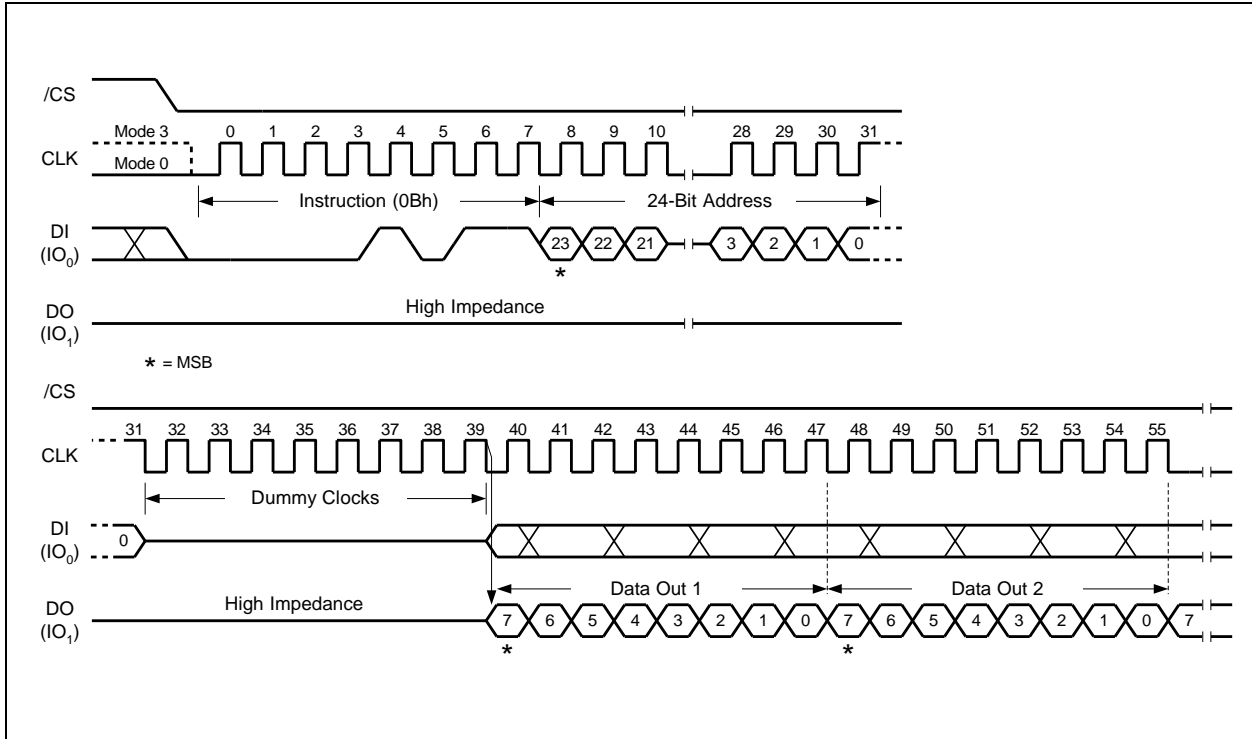 /CS
Mode 3
0 1 2 3 4 5 6 7 8 9 10 28 29 30 31
CLK
Mode 0
Instruction (0Bh)
24-Bit Address
DI
(IO0)
23 22 21 3 2 1 0
*
DO
(IO1)
High Impedance
* = MSB
/CS
31 32 33 34 35 36 37 38 39 40 41 42 43 44 45 46 47 48 49 50 51 52 53 54 55
CLK
Dummy Clocks
DI
(IO0)
0
Data Out 1
Data Out 2
DO
(IO1)
High Impedance
7 6 5 4 3 2 1 0 7 6 5 4 3 2 1 0 7
* *